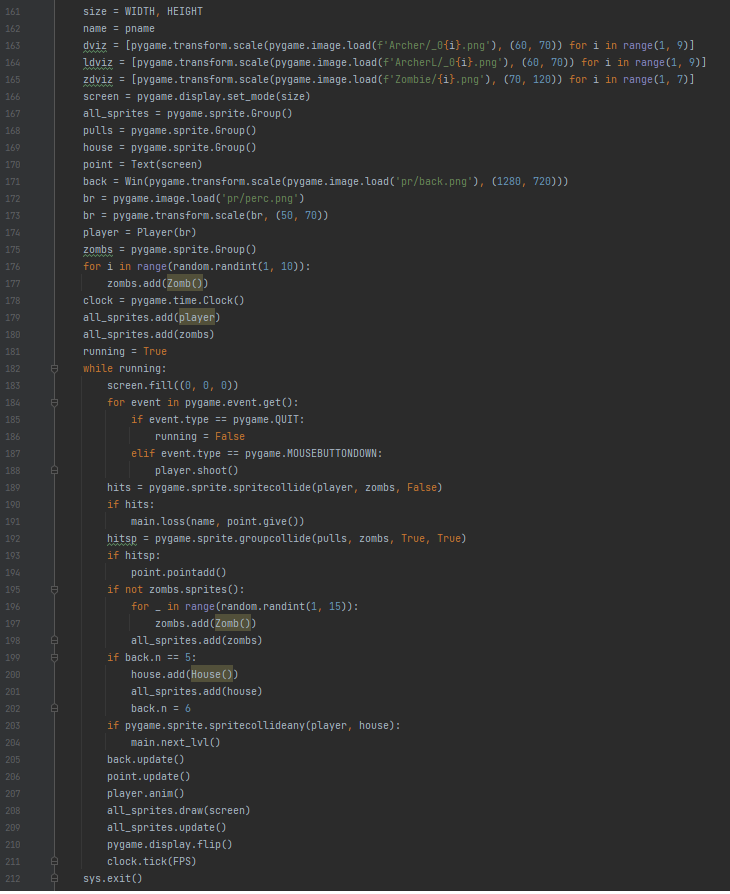 161 size = WIDTH, HEIGHT
162 name = pname
163 dviz = [pygame.transform.scale(pygame.image.load(f'Archer/_0{i}.png'), (60, 70)) for i in range(1, 9)]
164 ldviz = [pygame.transform.scale(pygame.image.load(f'ArcherL/_0{i}.png'), (60, 70)) for i in range(1, 9)]
165 zdviz = [pygame.transform.scale(pygame.image.load(f'Zombie/{i}.png'), (70, 120)) for i in range(1, 7)]
166 screen = pygame.display.set_mode(size)
167 all_sprites = pygame.sprite.Group()
168 pulls = pygame.sprite.Group()
169 house = pygame.sprite.Group()
170 point = Text(screen)
171 back = Win(pygame.transform.scale(pygame.image.load('pr/back.png'), (1280, 720)))
172 br = pygame.image.load('pr/perc.png')
173 br = pygame.transform.scale(br, (50, 70))
174 player = Player(br)
175 zombs = pygame.sprite.Group()
176 for i in range(random.randint(1, 10)):
177 zombs.add(Zomb())
178 clock = pygame.time.Clock()
179 all_sprites.add(player)
180 all_sprites.add(zombs)
181 running = True
182 while running:
183 screen.fill((0, 0, 0))
184 for event in pygame.event.get():
185 if event.type == pygame.QUIT:
186 running = False
187 elif event.type == pygame.MOUSEBUTTONDOWN:
188 player.shoot()
189 hits = pygame.sprite.spritecollide(player, zombs, False)
190 if hits:
191 main.loss(name, point.give())
192 hitsp = pygame.sprite.groupcollide(pulls, zombs, True, True)
193 if hitsp:
194 point.pointadd()
195 if not zombs.sprites():
196 for _ in range(random.randint(1, 15)):
197 zombs.add(Zomb())
198 all_sprites.add(zombs)
199 if back.n == 5:
200 house.add(House())
201 all_sprites.add(house)
202 back.n = 6
203 if pygame.sprite.spritecollideany(player, house):
204 main.next_lvl()
205 back.update()
206 point.update()
207 player.anim()
208 all_sprites.draw(screen)
209 all_sprites.update()
210 pygame.display.flip()
211 clock.tick(FPS)
212 sys.exit()